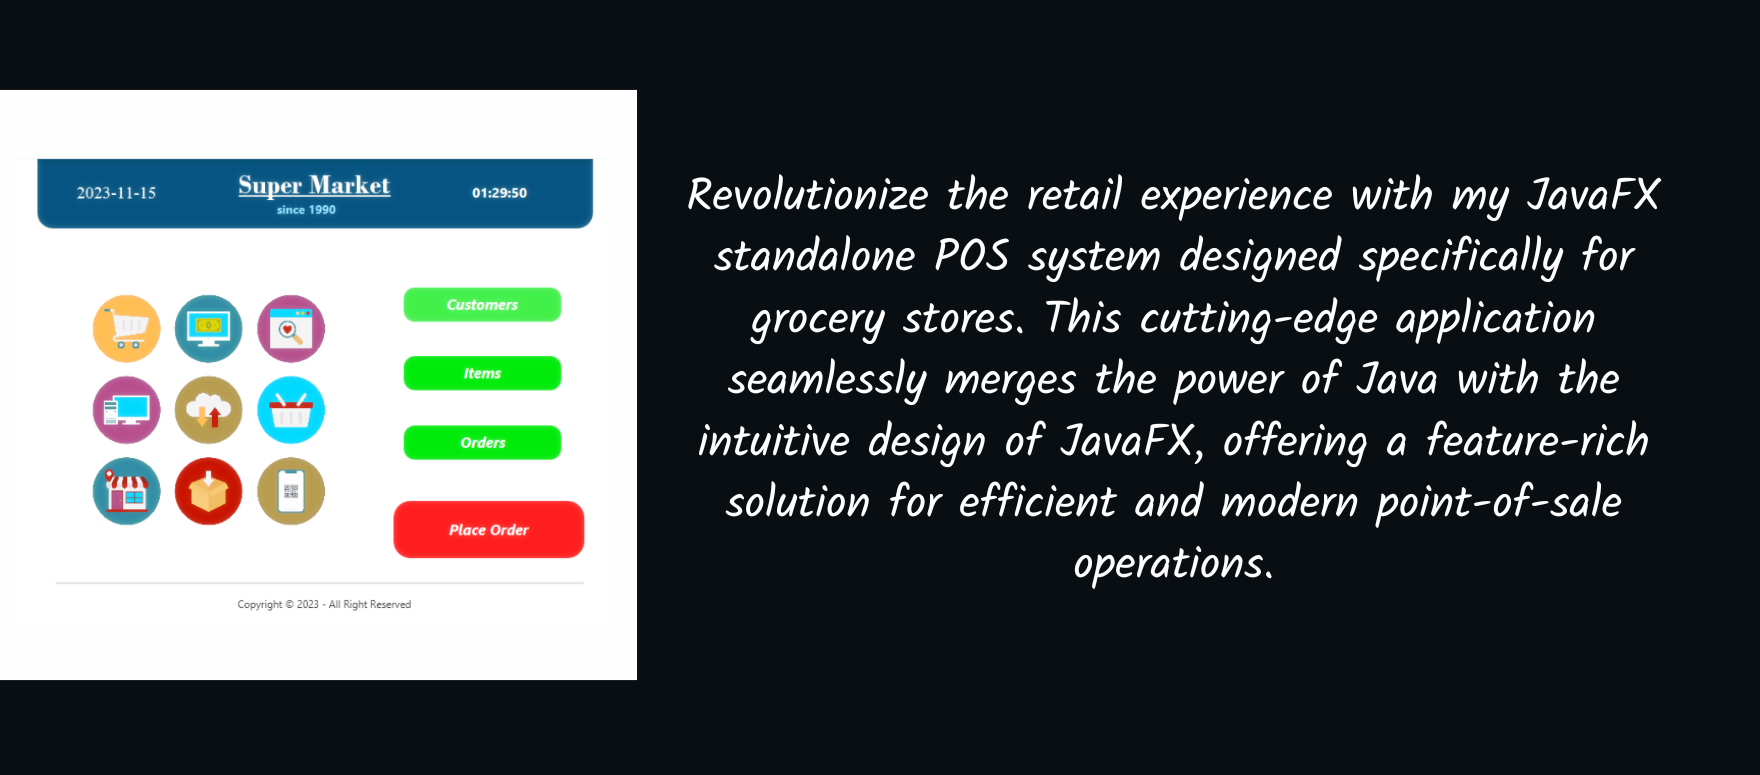 2023-11-15
Super Market
since 1990
01:29:50
Customers
Items
Orders
Place Order
Copyright © 2023 - All Right Reserved
Revolutionize the retail experience with my JavaFX
standalone POS system designed specifically for
grocery stores. This cutting-edge application
seamlessly merges the power of Java with the
intuitive design of JavaFX, offering a feature-rich
solution for efficient and modern point-of-sale
operations.